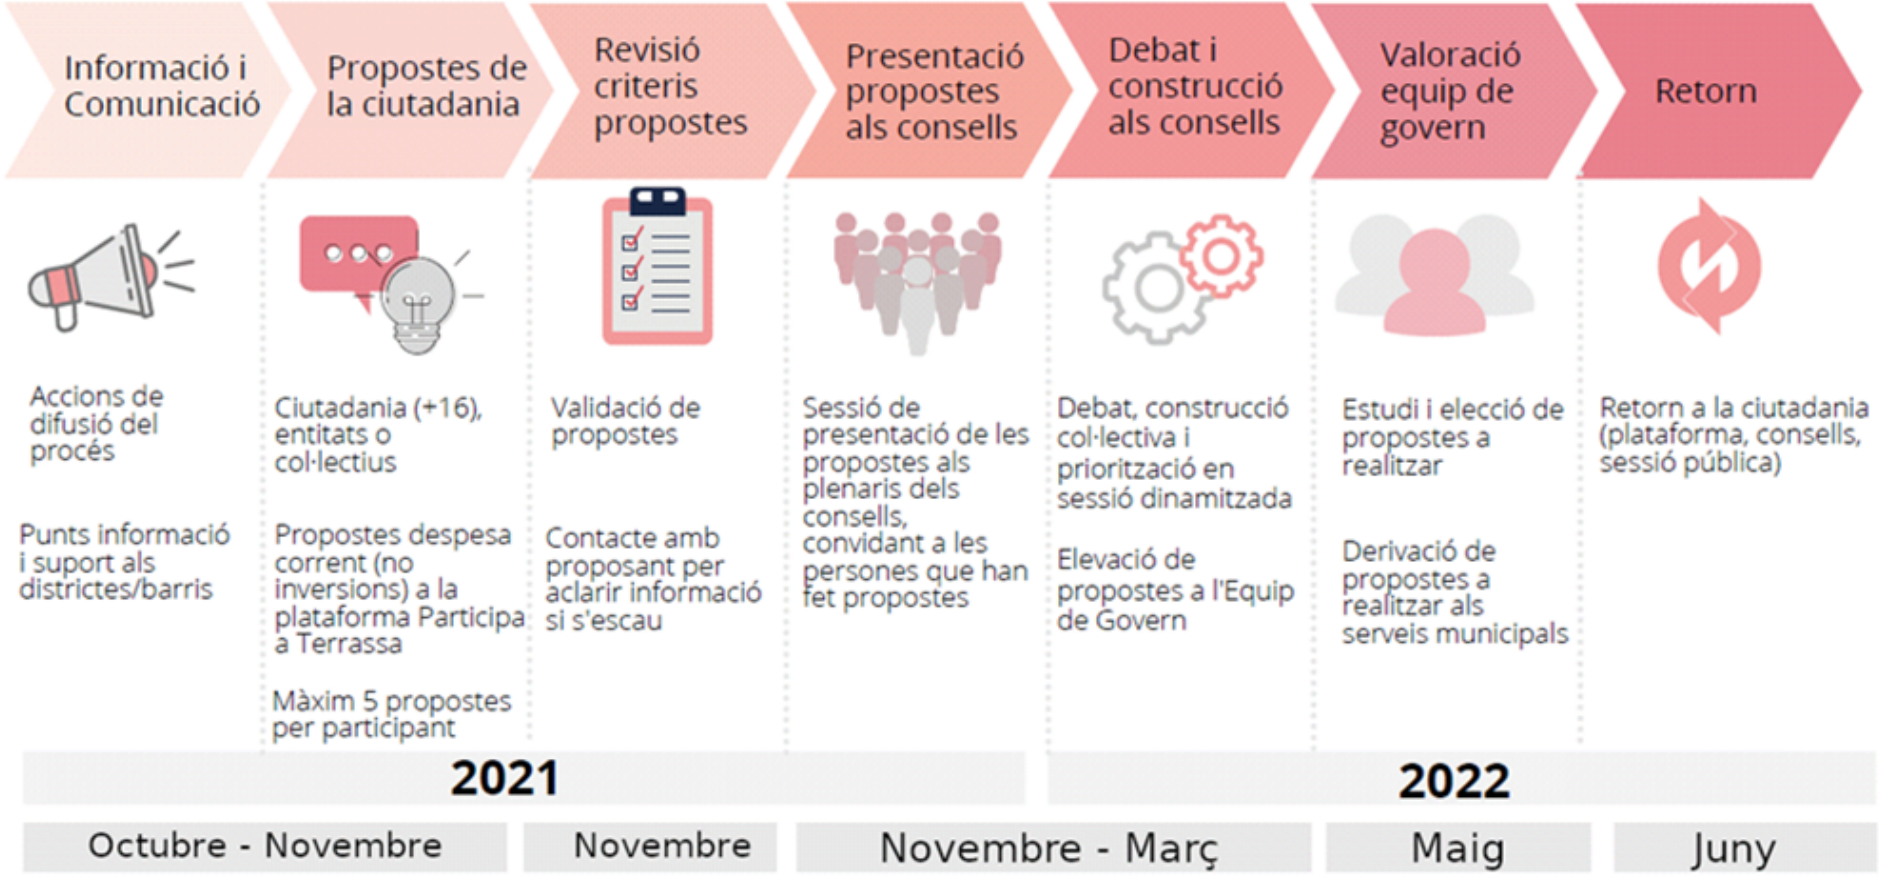 Informació i
Comunicació
Propostes de
la ciutadania
Revisió
criteris
propostes
Presentació
propostes
als consells
Debat i
construcció
als consells
Valoració
equip de
govern
Retorn
Accions de
difusió del
procés
Punts informació
i suport als
districtes/barris
Ciutadania (+16),
entitats o
col·lectius
Propostes despesa
corrent (no
inversions) a la
plataforma Participa
a Terrassa
Màxim 5 propostes
per participant
Validació de
propostes
Contacte amb
proposant per
aclarir informació
si s'escau
Sessió de
presentació de les
propostes als
plenaris dels
consells,
convidant a les
persones que han
fet propostes
Debat, construcció
col·lectiva i
priorització en
sessió dinamitzada
Elevació de
propostes a l'Equip
de Govern
Estudi i elecció de
propostes a
realitzar
Derivació de
propostes a
realitzar als
serveis municipals
Retorn a la ciutadania
(plataforma, consells,
sessió pública)
2021
2022
Octubre - Novembre
Novembre
Novembre - Març
Maig
Juny